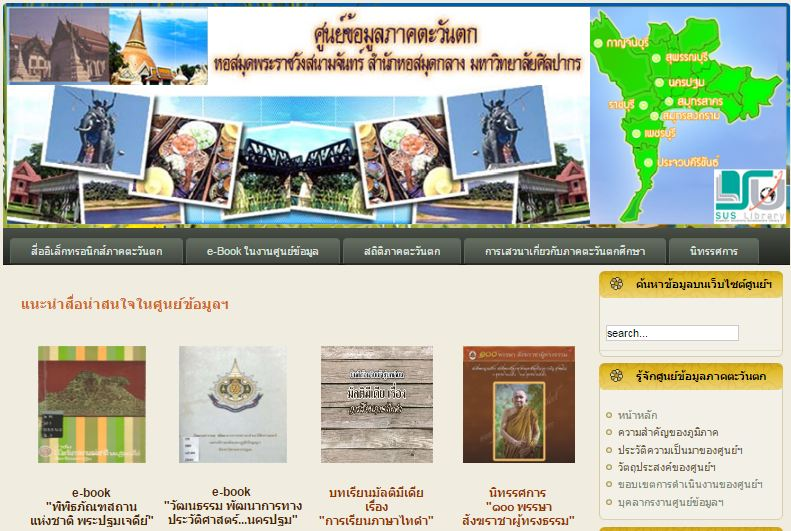 ศูนย์ข้อมูลภาคตะวันตก
หอสมุดพระราชวังสนามจันทร์ สำนักหอสมุดกลาง มหาวิทยาลัยศิลปากร
กาญจนบุรี
สุพรรณบุรี
นครปฐม
ราชบุรี
สมุทรสาคร
สมุทรสงคราม
เพชรบุรี
ประจวบคีรีขันธ์
SUS Library
สื่ออิเล็กทรอนิกส์ภาคตะวันตก
e-Book ในงานศูนย์ข้อมูล
สถิติภาคตะวันตก
การเสวนาเกี่ยวกับภาคตะวันตกศึกษา
นิทรรศการ
แนะนำสื่อน่าสนใจในศูนย์ข้อมูลฯ
มัลติมีเดีย เรื่อง
๑๐๐ พรรษา สังฆราชาผู้ทรงธรรม
e-book
"พิพิธภัณฑสถาน
แห่งชาติ พระปฐมเจดีย์"
e-book
"วัฒนธรรม พัฒนาการทาง
ประวัติศาสตร์...นครปฐม"
บทเรียนมัลติมีเดีย
เรื่อง
"การเรียนภาษาไทดำ"
นิทรรศการ
"๑๐๐ พรรษา
สังฆราชาผู้ทรงธรรม"
ค้นหาข้อมูลบนเว็บไซต์ศูนย์ฯ
search...
รู้จักศูนย์ข้อมูลภาคตะวันตก
หน้าหลัก
ความสำคัญของภูมิภาค
ประวัติความเป็นมาของศูนย์ฯ
วัตถุประสงค์ของศูนย์ฯ
ขอบเขตการดำเนินงานของศูนย์ฯ
บุคลากรงานศูนย์ข้อมูลฯ